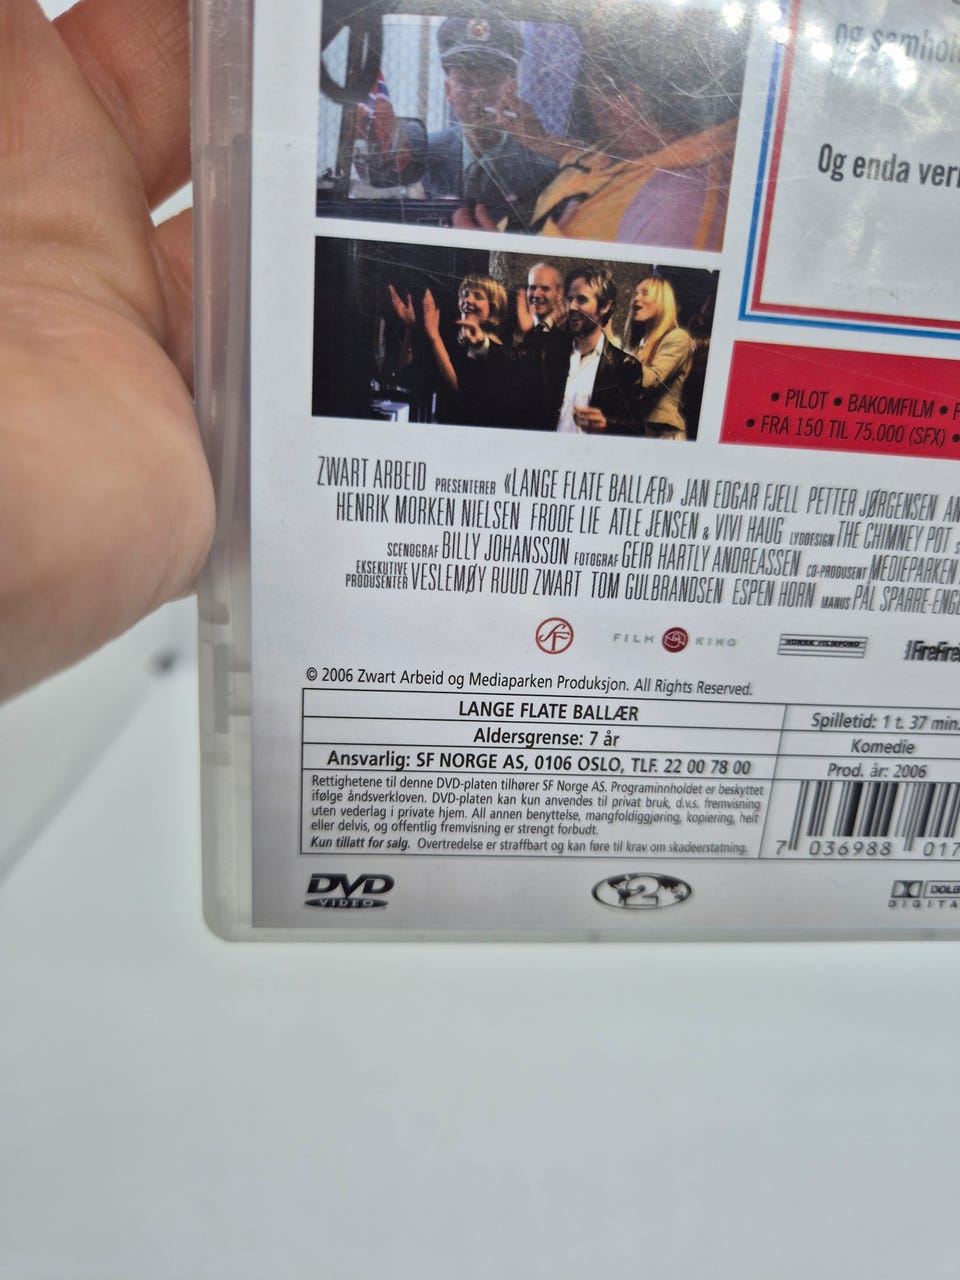 og samhol
Og enda verr
• PILOT • BAKOMFILM •
• FRA 150 TIL 75.000 (SFX) •
ZWART ARBEID PRESENTERER «LANGE FLATE BALLÆR» JAN EDGAR FJELL PETTER JØRGENSEN
HENRIK MORKEN NIELSEN FRODE LIE ATLE JENSEN & VIVI HAUG LYDDESIGN THE CHIMNEY POT
SCENOGRAF BILLY JOHANSSON FOTOGRAF GEIR HARTLY ANDREASSEN CO-PRODUSENT MEDIEPARKEN
EKSEKUTIVE PRODUSENTER VESLEMØY RUUD ZWART TOM GULBRANDSEN ESPEN HORN MANUS PÅL SPARRE-ENGE
SF FILM KINO NORSK FILMFOND FireFire
© 2006 Zwart Arbeid og Mediaparken Produksjon. All Rights Reserved.
LANGE FLATE BALLÆR
Spilletid: 1 t. 37 min.
Aldersgrense: 7 år
Komedie
Ansvarlig: SF NORGE AS, 0106 OSLO, TLF. 22 00 78 00
Prod. år: 2006
Rettighetene til denne DVD-platen tilhører SF Norge AS. Programinnholdet er beskyttet
ifølge åndsverkloven. DVD-platen kan kun anvendes til privat bruk, d.v.s. fremvisning
uten vederlag i private hjem. All annen benyttelse, mangfoldiggjøring, kopiering, helt
eller delvis, og offentlig fremvisning er strengt forbudt.
Kun tillatt for salg. Overtredelse er straffbart og kan føre til krav om skadeerstatning.
7 036988 017
DVD
VIDEO
2
DOLB
DIGITA